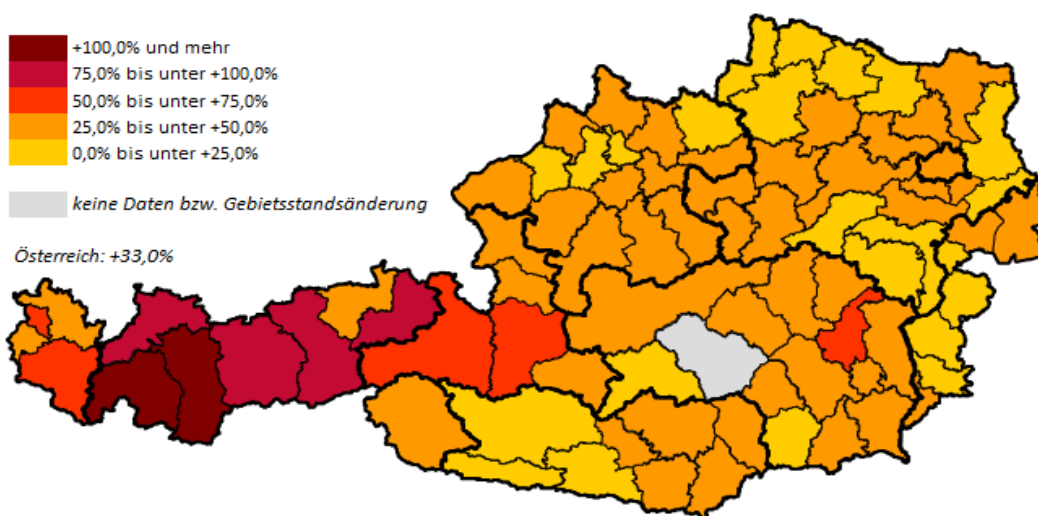 +100,0% und mehr
75,0% bis unter +100,0%
50,0% bis unter +75,0%
25,0% bis unter +50,0%
0,0% bis unter +25,0%
keine Daten bzw. Gebietsstandsänderung
Österreich: +33,0%